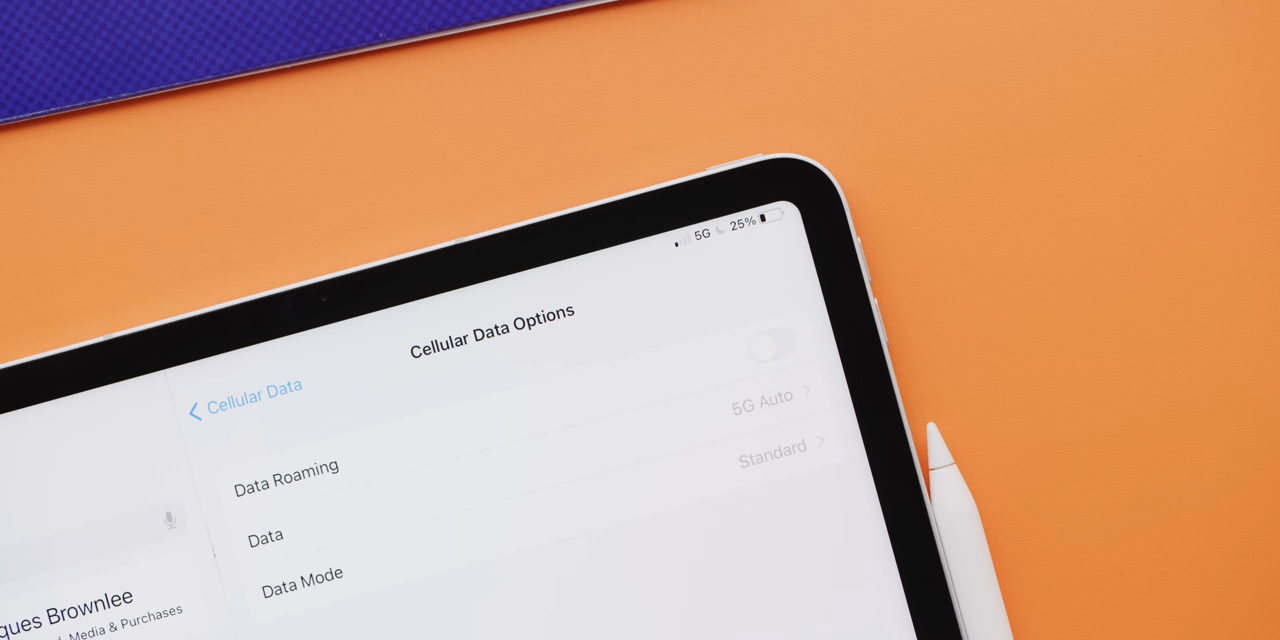 5G 25%
Cellular Data Options
Cellular Data
Data Roaming
Data 5G Auto
Data Mode Standard
ques Brownlee
Media & Purchases